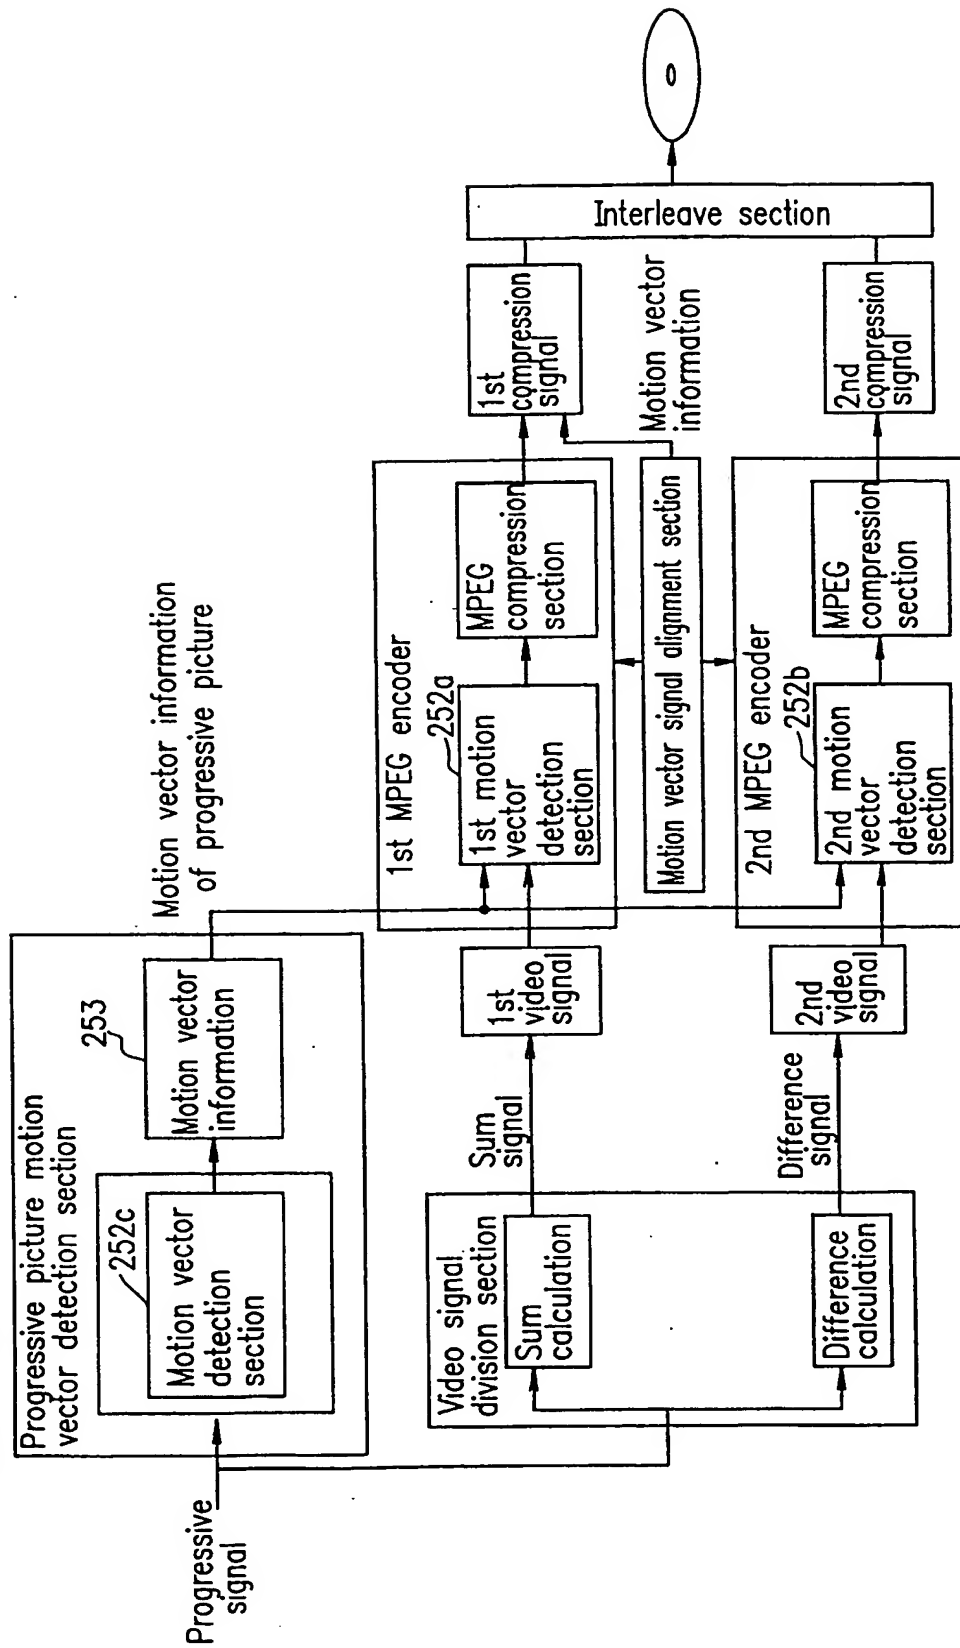 Progressive
signal
Progressive picture motion
vector detection section
252c
Motion vector
detection
section
253
Motion vector
information
Motion vector information
of progressive picture
Video signal
division section
Sum
calculation
Difference
calculation
Sum
signal
Difference
signal
1st
video
signal
2nd
video
signal
1st MPEG encoder
252a
1st motion
vector
detection
section
MPEG
compression
section
Motion vector signal alignment section
Motion vector
information
2nd MPEG encoder
252b
2nd motion
vector
detection
section
MPEG
compression
section
1st
compression
signal
2nd
compression
signal
Interleave section